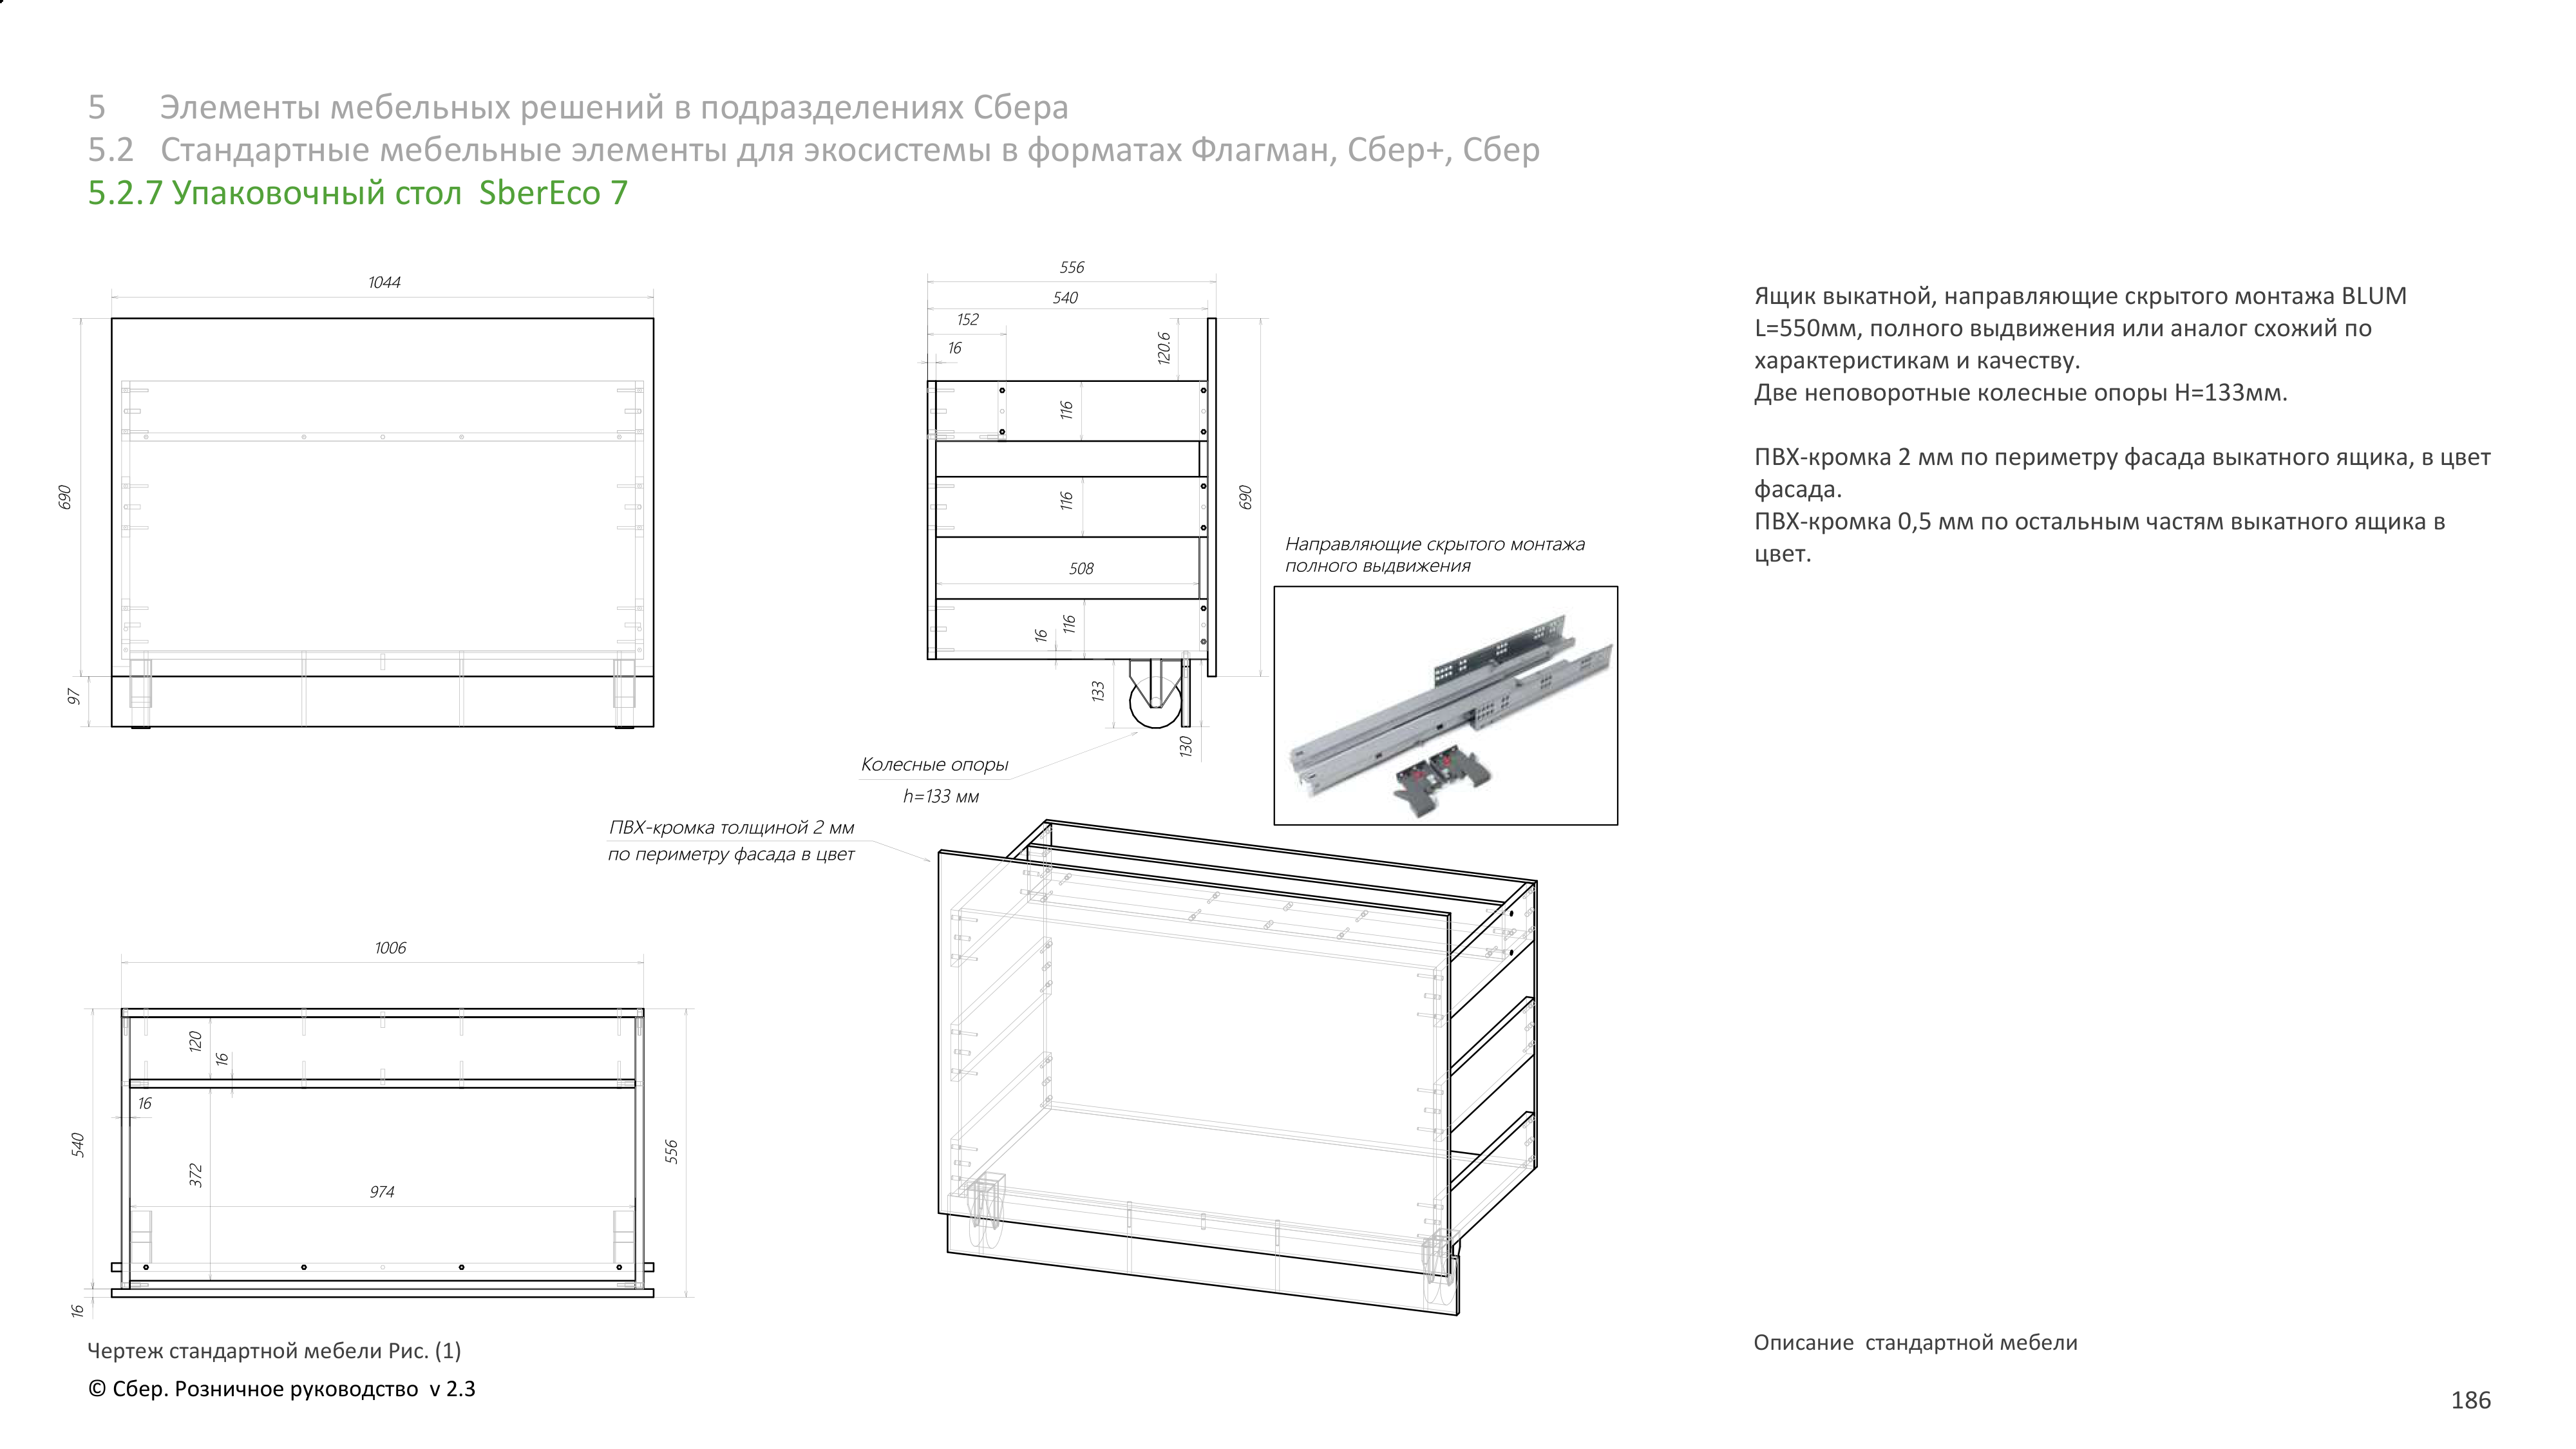 5 Элементы мебельных решений в подразделениях Сбера
5.2 Стандартные мебельные элементы для экосистемы в форматах Флагман, Сбер+, Сбер
5.2.7 Упаковочный стол SberEco 7
1044
690
97
556
540
152
16
120.6
116
116
690
508
16
116
133
130
Колесные опоры
h=133 мм
Направляющие скрытого монтажа
полного выдвижения
ПВХ-кромка толщиной 2 мм
по периметру фасада в цвет
1006
120
16
16
540
372
974
556
16
Ящик выкатной, направляющие скрытого монтажа BLUM
L=550мм, полного выдвижения или аналог схожий по
характеристикам и качеству.
Две неповоротные колесные опоры H=133мм.
ПВХ-кромка 2 мм по периметру фасада выкатного ящика, в цвет
фасада.
ПВХ-кромка 0,5 мм по остальным частям выкатного ящика в
цвет.
Чертеж стандартной мебели Рис. (1)
Описание стандартной мебели
© Сбер. Розничное руководство v 2.3
186